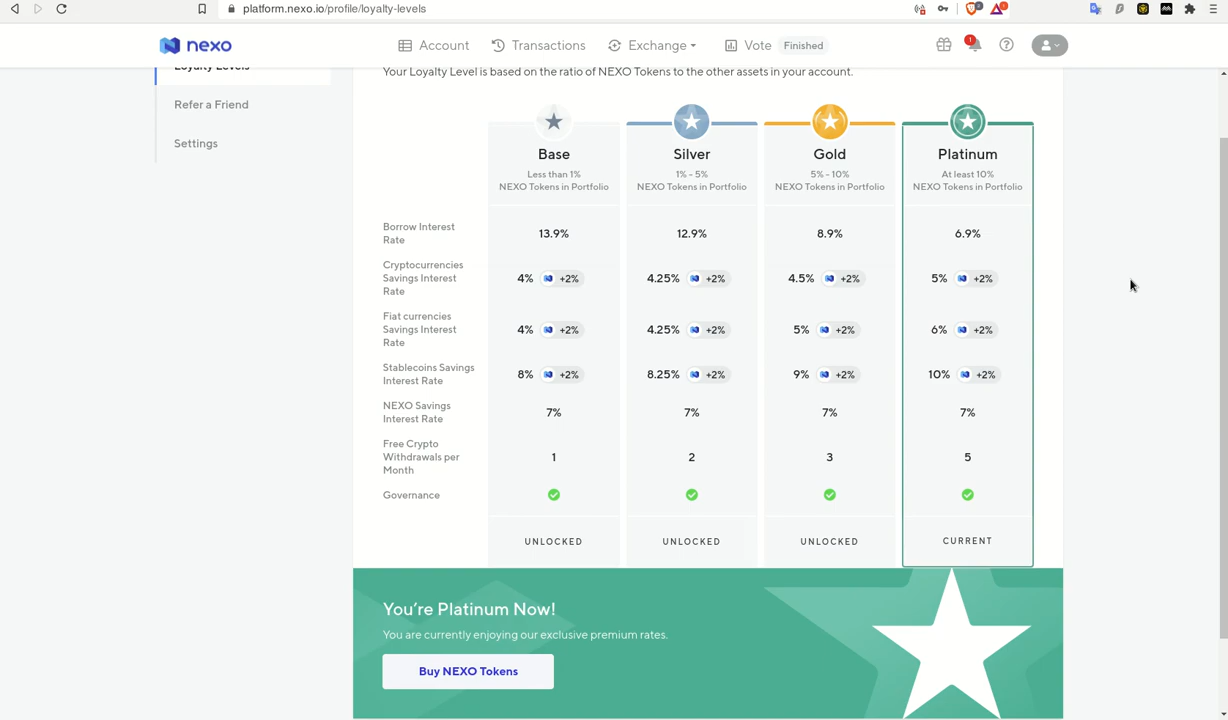 platform.nexo.io/profile/loyalty-levels
nexo
Account
Transactions
Exchange
Vote
Finished
1
Loyalty Levels
Refer a Friend
Settings
Your Loyalty Level is based on the ratio of NEXO Tokens to the other assets in your account.
Base
Silver
Gold
Platinum
Less than 1%
NEXO Tokens in Portfolio
1% - 5%
NEXO Tokens in Portfolio
5% - 10%
NEXO Tokens in Portfolio
At least 10%
NEXO Tokens in Portfolio
Borrow Interest
Rate
13.9%
12.9%
8.9%
6.9%
Cryptocurrencies
Savings Interest
Rate
4% +2%
4.25% +2%
4.5% +2%
5% +2%
Fiat currencies
Savings Interest
Rate
4% +2%
4.25% +2%
5% +2%
6% +2%
Stablecoins Savings
Interest Rate
8% +2%
8.25% +2%
9% +2%
10% +2%
NEXO Savings
Interest Rate
7%
7%
7%
7%
Free Crypto
Withdrawals per
Month
1
2
3
5
Governance
UNLOCKED
UNLOCKED
UNLOCKED
CURRENT
You're Platinum Now!
You are currently enjoying our exclusive premium rates.
Buy NEXO Tokens